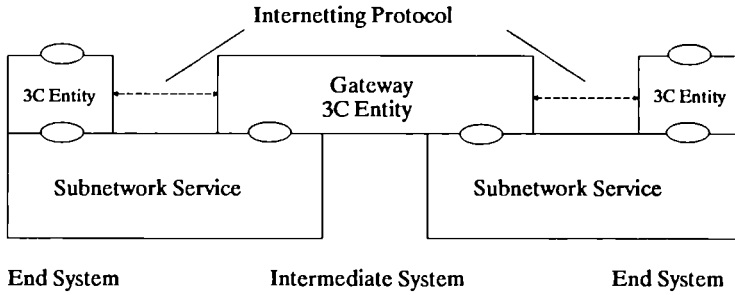 Internetting Protocol
3C Entity
Gateway
3C Entity
3C Entity
Subnetwork Service
Subnetwork Service
End System
Intermediate System
End System